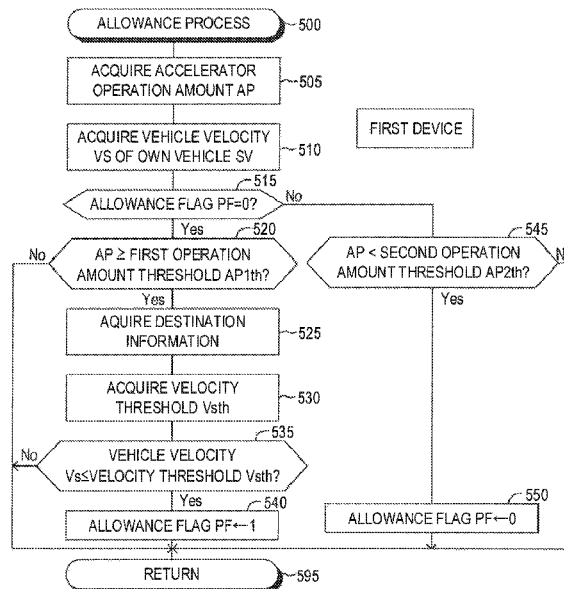 ALLOWANCE PROCESS
500
ACQUIRE ACCELERATOR
OPERATION AMOUNT AP
505
ACQUIRE VEHICLE VELOCITY
VS OF OWN VEHICLE SV
510
FIRST DEVICE
515
ALLOWANCE FLAG PF=0?
No
Yes
520
No
AP ≥ FIRST OPERATION
AMOUNT THRESHOLD AP1th?
Yes
545
AP < SECOND OPERATION
AMOUNT THRESHOLD AP2th?
Yes
AQUIRE DESTINATION
INFORMATION
525
ACQUIRE VELOCITY
THRESHOLD Vsth
530
535
No
VEHICLE VELOCITY
Vs≤VELOCITY THRESHOLD Vsth?
Yes
540
ALLOWANCE FLAG PF←1
550
ALLOWANCE FLAG PF←0
RETURN
595